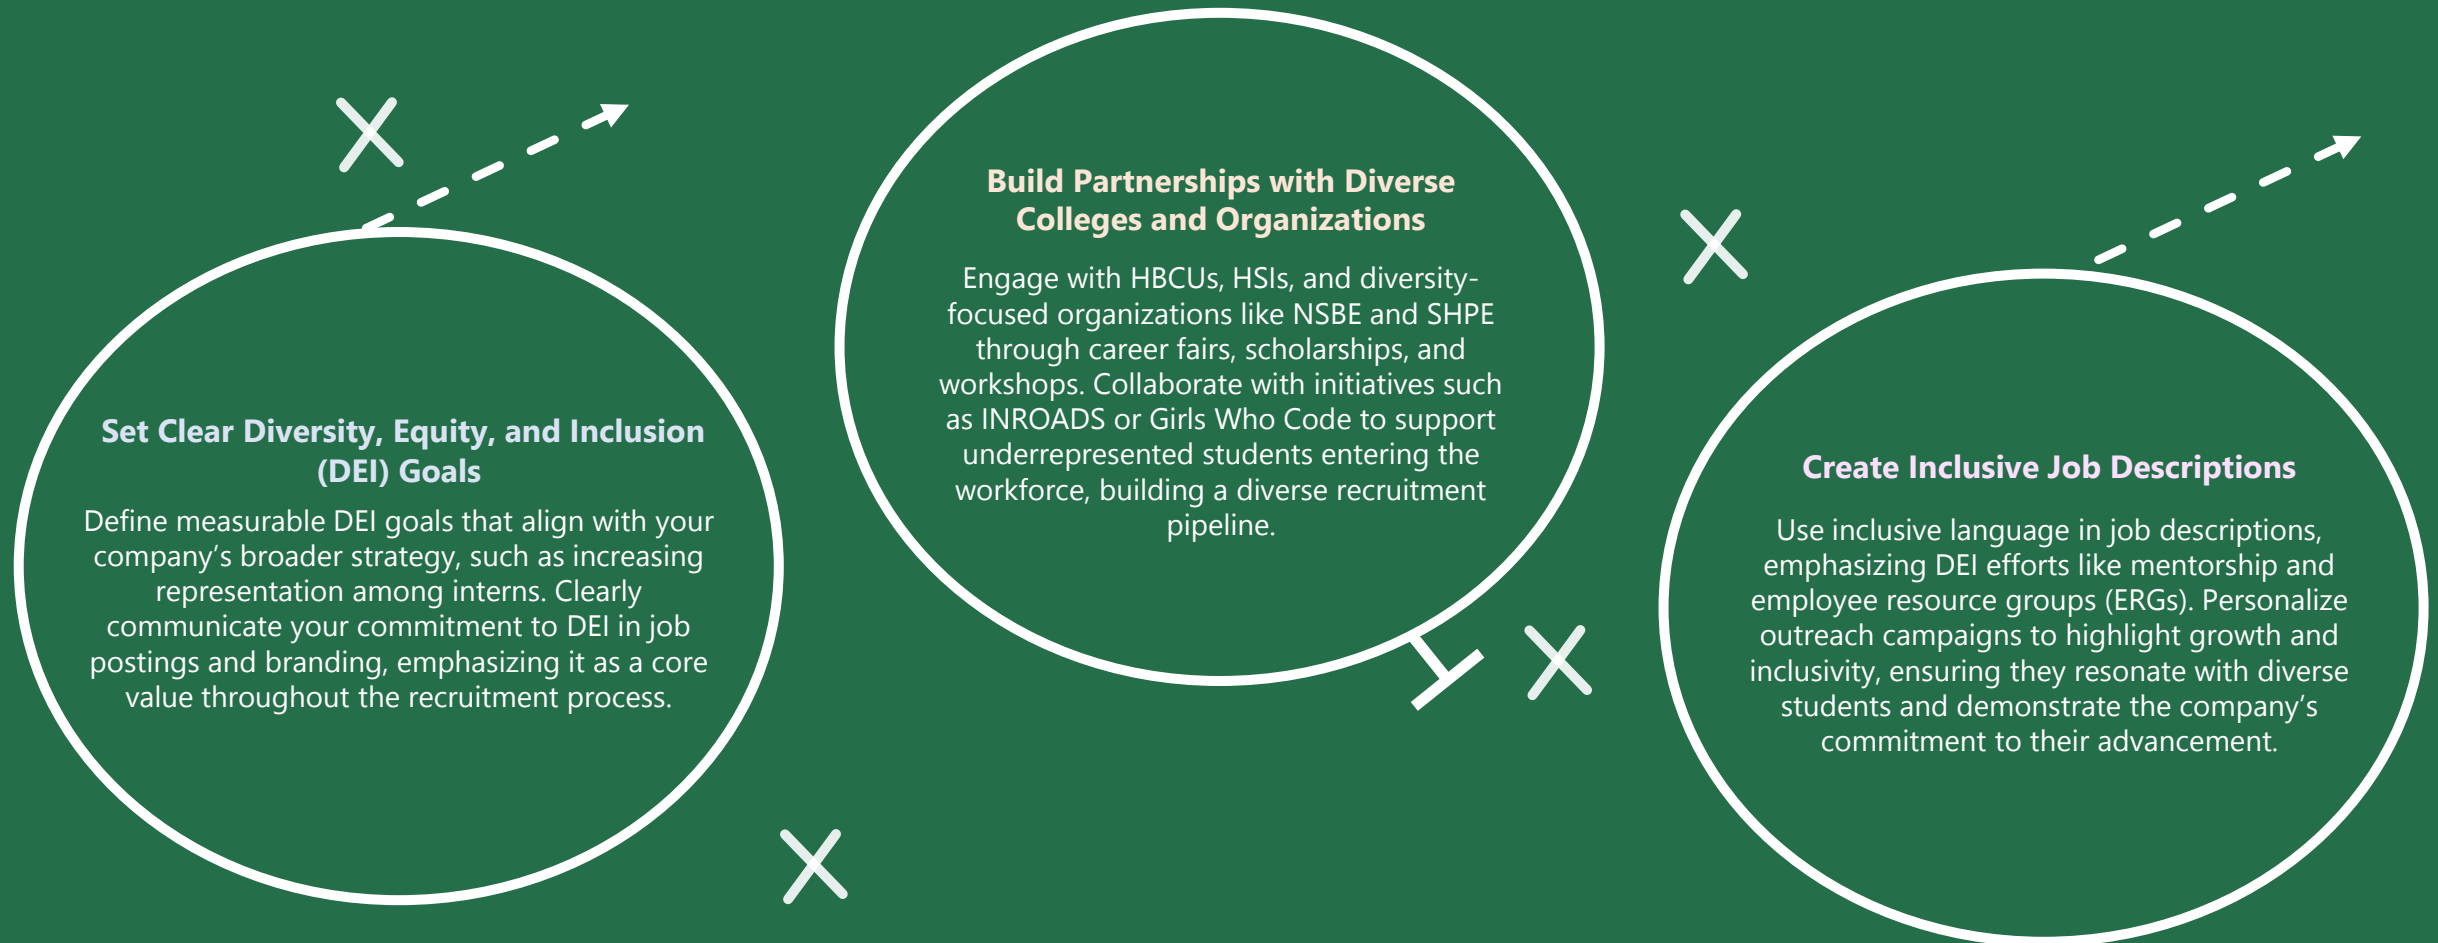 Set Clear Diversity, Equity, and Inclusion
(DEI) Goals
Define measurable DEI goals that align with your
company’s broader strategy, such as increasing
representation among interns. Clearly
communicate your commitment to DEI in job
postings and branding, emphasizing it as a core
value throughout the recruitment process.
Build Partnerships with Diverse
Colleges and Organizations
Engage with HBCUs, HSIs, and diversity-
focused organizations like NSBE and SHPE
through career fairs, scholarships, and
workshops. Collaborate with initiatives such
as INROADS or Girls Who Code to support
underrepresented students entering the
workforce, building a diverse recruitment
pipeline.
Create Inclusive Job Descriptions
Use inclusive language in job descriptions,
emphasizing DEI efforts like mentorship and
employee resource groups (ERGs). Personalize
outreach campaigns to highlight growth and
inclusivity, ensuring they resonate with diverse
students and demonstrate the company’s
commitment to their advancement.